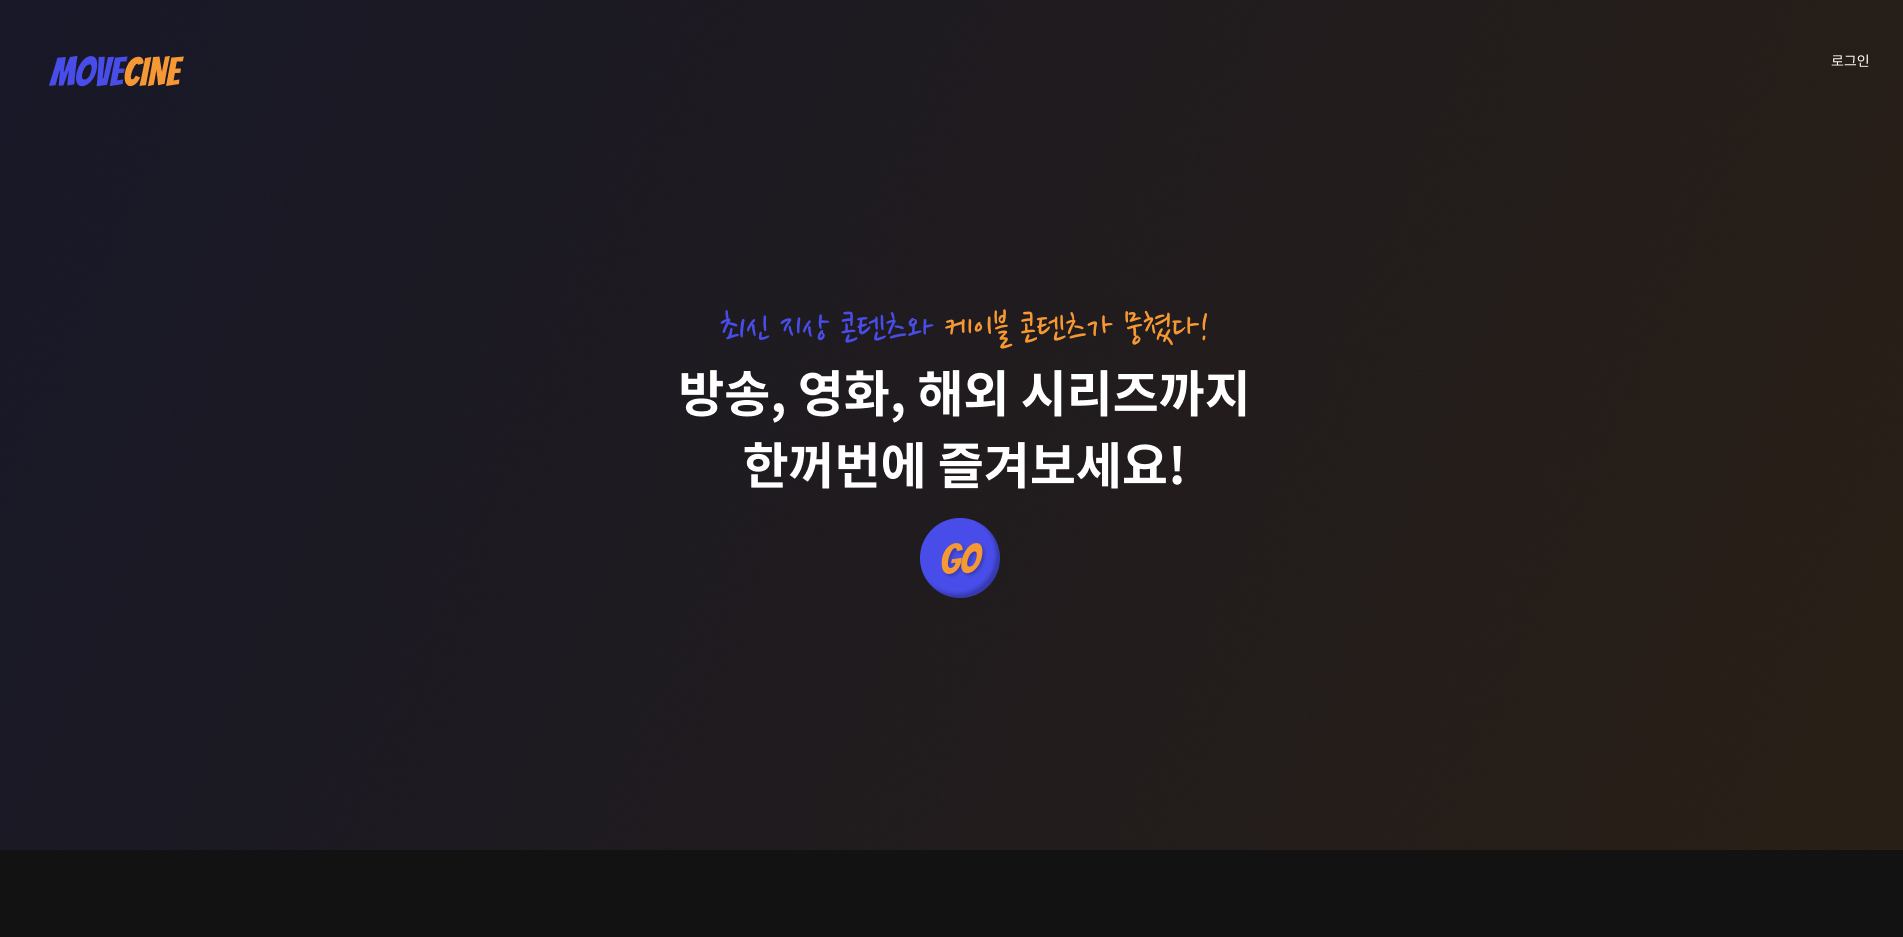 MOVECINE
로그인
최신 지상 콘텐츠와 케이블 콘텐츠가 뭉쳤다!
방송, 영화, 해외 시리즈까지
한꺼번에 즐겨보세요!
GO